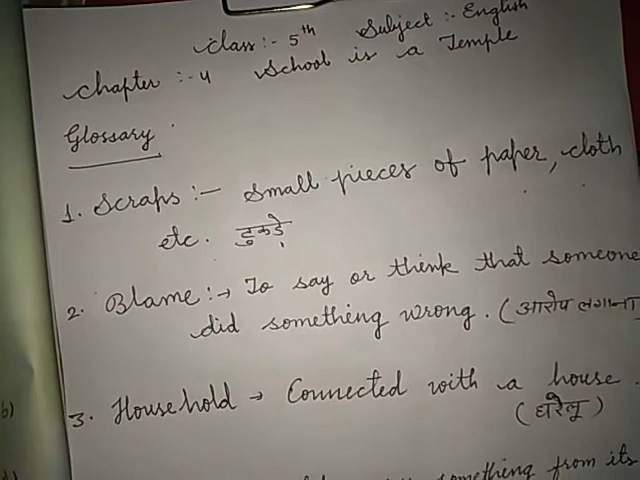 Class :- 5th Subject :- English
Chapter :- 4 School is a Temple
Glossary
1. Scraps :- Small pieces of paper, cloth
etc. टुकड़े
2. Blame :→ To say or think that someone
did something wrong. (आरोप लगाना
3. Household → Connected with a house.
(घरेलू)
something from its
b)